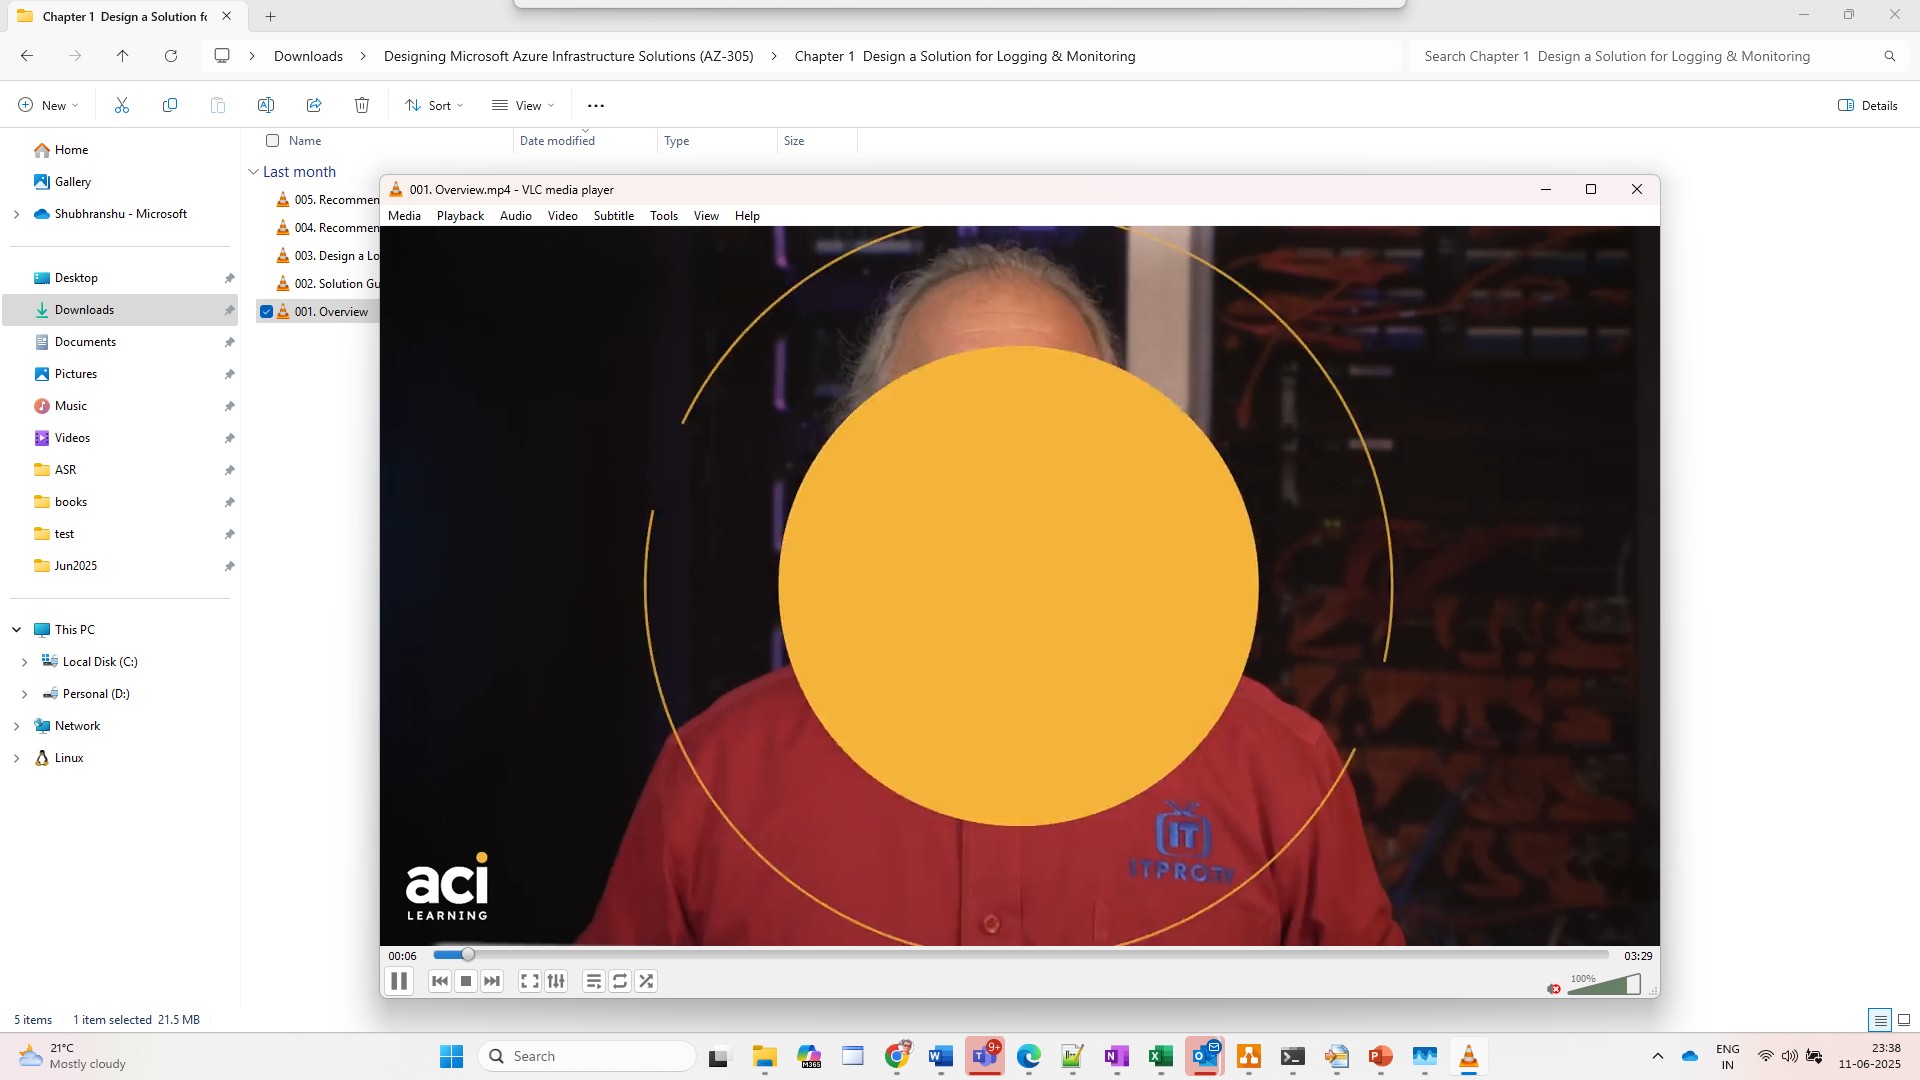 Chapter 1  Design a Solution fc
Downloads
Designing Microsoft Azure Infrastructure Solutions (AZ-305)
Chapter 1  Design a Solution for Logging & Monitoring
Search Chapter 1  Design a Solution for Logging & Monitoring
New
Sort
View
Details
Name
Date modified
Type
Size
Home
Gallery
Shubhranshu - Microsoft
Desktop
Downloads
Documents
Pictures
Music
Videos
ASR
books
test
Jun2025
This PC
Local Disk (C:)
Personal (D:)
Network
Linux
Last month
005. Recommen
004. Recommen
003. Design a Lo
002. Solution Gu
001. Overview
001. Overview.mp4 - VLC media player
Media Playback Audio Video Subtitle Tools View Help
IT
ITPRO.TV
aci
LEARNING
00:06
03:29
100%
5 items
1 item selected  21.5 MB
21°C
Mostly cloudy
Search
M365
9+
ENG
IN
23:38
11-06-2025